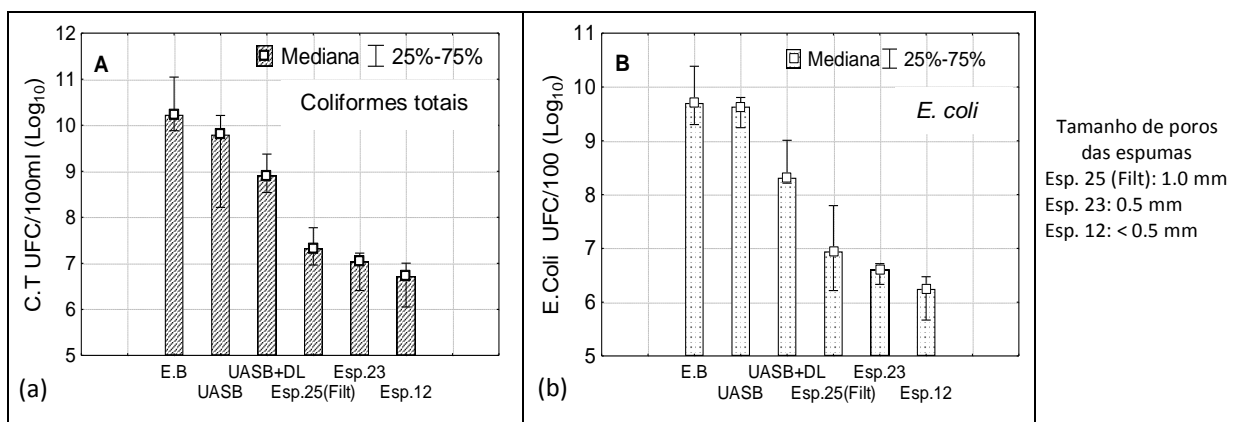 12
11
10
9
8
7
6
5
C.T UFC/100ml (Log10)
A
Mediana 25%-75%
Coliformes totais
E.B UASB+DL Esp.23
UASB Esp.25(Filt) Esp.12
(a)
11
10
9
8
7
6
5
E.Coli UFC/100 (Log10)
B
Mediana 25%-75%
E. coli
E.B UASB+DL Esp.23
UASB Esp.25(Filt) Esp.12
(b)
Tamanho de poros
das espumas
Esp. 25 (Filt): 1.0 mm
Esp. 23: 0.5 mm
Esp. 12: < 0.5 mm